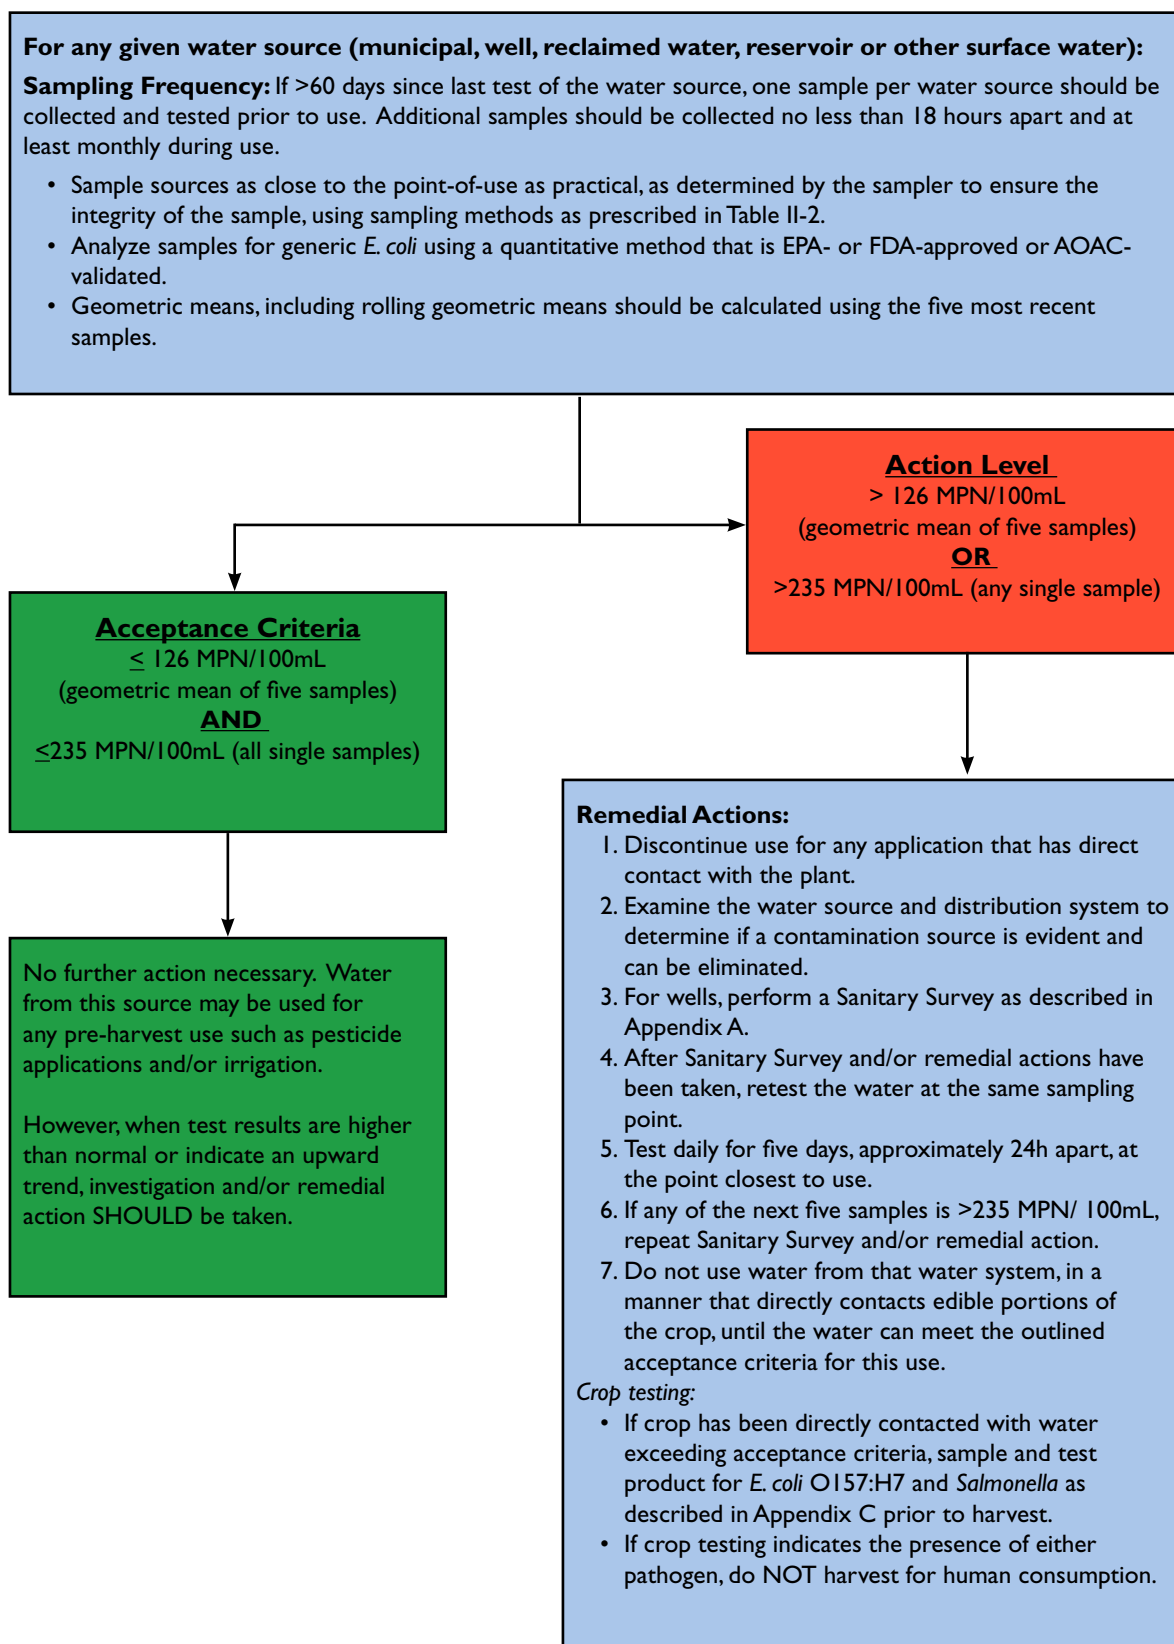 For any given water source (municipal, well, reclaimed water, reservoir or other surface water):
Sampling Frequency: If >60 days since last test of the water source, one sample per water source should be
collected and tested prior to use. Additional samples should be collected no less than 18 hours apart and at
least monthly during use.
• Sample sources as close to the point-of-use as practical, as determined by the sampler to ensure the
integrity of the sample, using sampling methods as prescribed in Table II-2.
• Analyze samples for generic E. coli using a quantitative method that is EPA- or FDA-approved or AOAC-
validated.
• Geometric means, including rolling geometric means should be calculated using the five most recent
samples.
Action Level
> 126 MPN/100mL
(geometric mean of five samples)
OR
>235 MPN/100mL (any single sample)
Acceptance Criteria
≤ 126 MPN/100mL
(geometric mean of five samples)
AND
≤235 MPN/100mL (all single samples)
No further action necessary. Water
from this source may be used for
any pre-harvest use such as pesticide
applications and/or irrigation.
However, when test results are higher
than normal or indicate an upward
trend, investigation and/or remedial
action SHOULD be taken.
Remedial Actions:
1. Discontinue use for any application that has direct
contact with the plant.
2. Examine the water source and distribution system to
determine if a contamination source is evident and
can be eliminated.
3. For wells, perform a Sanitary Survey as described in
Appendix A.
4. After Sanitary Survey and/or remedial actions have
been taken, retest the water at the same sampling
point.
5. Test daily for five days, approximately 24h apart, at
the point closest to use.
6. If any of the next five samples is >235 MPN/ 100mL,
repeat Sanitary Survey and/or remedial action.
7. Do not use water from that water system, in a
manner that directly contacts edible portions of
the crop, until the water can meet the outlined
acceptance criteria for this use.
Crop testing:
• If crop has been directly contacted with water
exceeding acceptance criteria, sample and test
product for E. coli O157:H7 and Salmonella as
described in Appendix C prior to harvest.
• If crop testing indicates the presence of either
pathogen, do NOT harvest for human consumption.